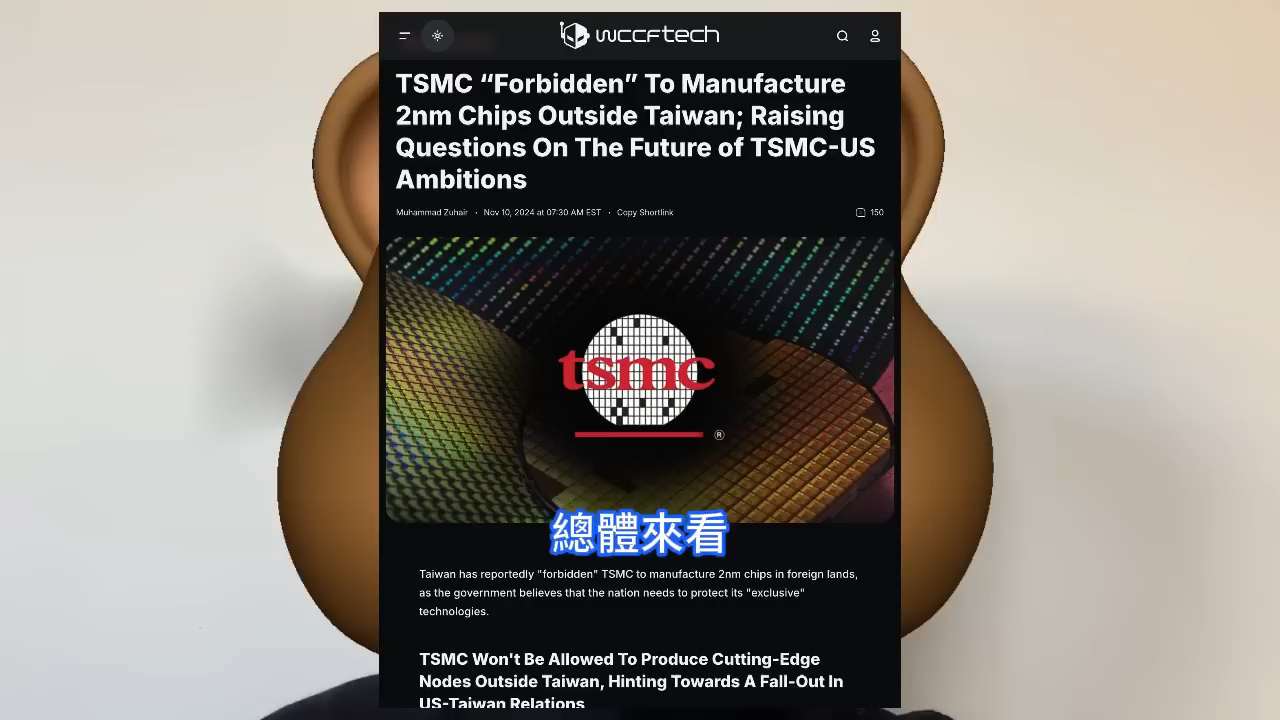 wccftech
TSMC “Forbidden” To Manufacture
2nm Chips Outside Taiwan; Raising
Questions On The Future of TSMC-US
Ambitions
Muhammad Zuhair • Nov 10, 2024 at 07:30 AM EST • Copy Shortlink
150
tsmc
®
總體來看
Taiwan has reportedly "forbidden" TSMC to manufacture 2nm chips in foreign lands,
as the government believes that the nation needs to protect its "exclusive"
technologies.
TSMC Won't Be Allowed To Produce Cutting-Edge
Nodes Outside Taiwan, Hinting Towards A Fall-Out In
US-Taiwan Relations